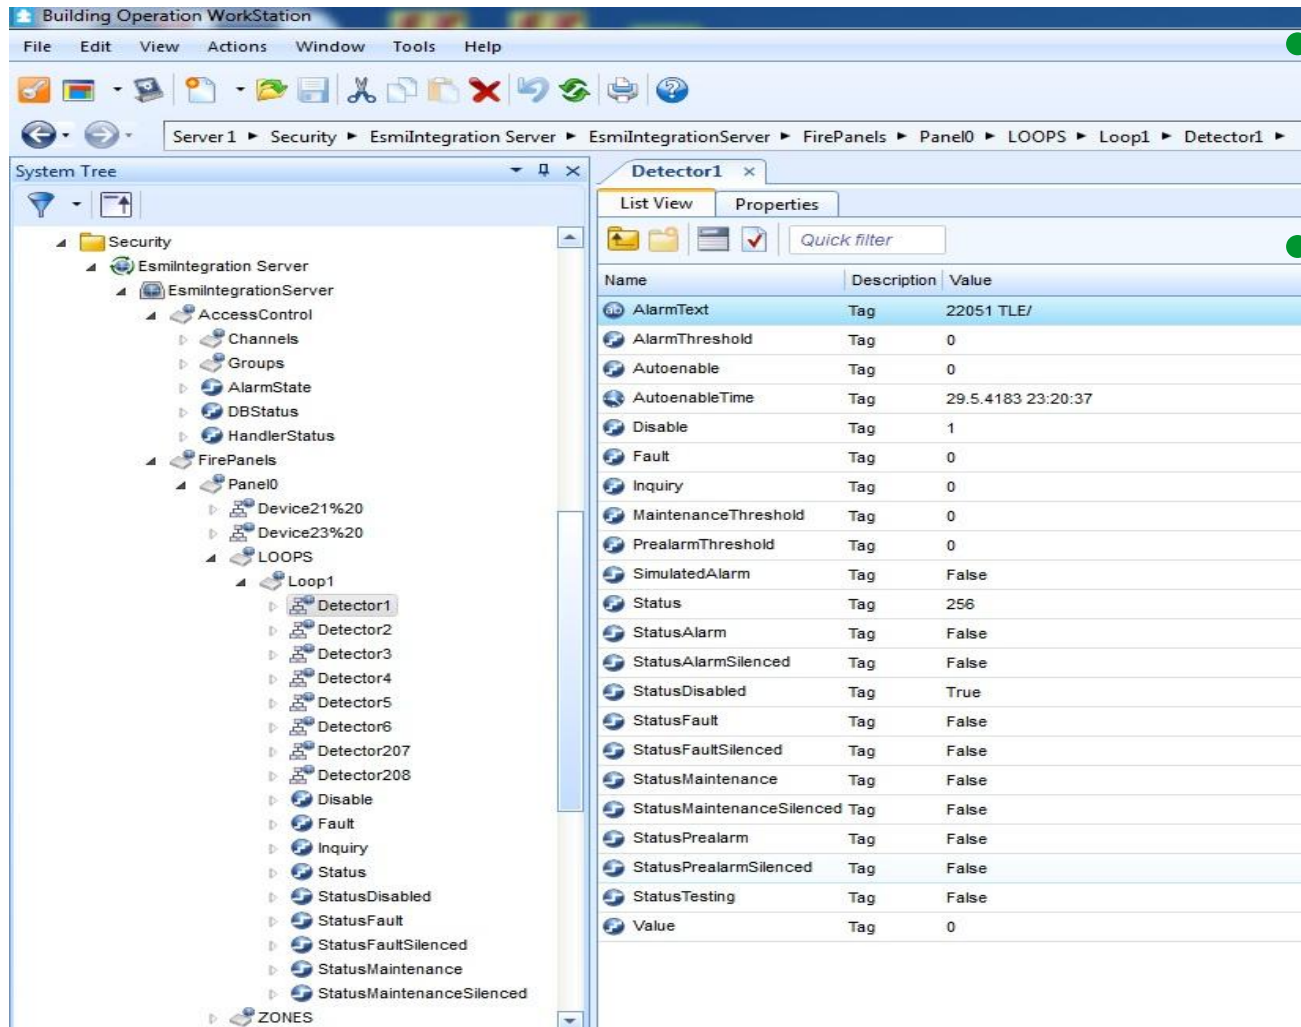 Building Operation WorkStation
File Edit View Actions Window Tools Help
Server 1 ► Security ► EsmiIntegration Server ► EsmiIntegrationServer ► FirePanels ► Panel0 ► LOOPS ► Loop1 ► Detector1 ►
System Tree
Security
EsmiIntegration Server
EsmiIntegrationServer
AccessControl
Channels
Groups
AlarmState
DBStatus
HandlerStatus
FirePanels
Panel0
Device21%20
Device23%20
LOOPS
Loop1
Detector1
Detector2
Detector3
Detector4
Detector5
Detector6
Detector207
Detector208
Disable
Fault
Inquiry
Status
StatusDisabled
StatusFault
StatusFaultSilenced
StatusMaintenance
StatusMaintenanceSilenced
ZONES
Detector1
List View Properties
Quick filter
Name Description Value
AlarmText Tag 22051 TLE/
AlarmThreshold Tag 0
Autoenable Tag 0
AutoenableTime Tag 29.5.4183 23:20:37
Disable Tag 1
Fault Tag 0
Inquiry Tag 0
MaintenanceThreshold Tag 0
PrealarmThreshold Tag 0
SimulatedAlarm Tag False
Status Tag 256
StatusAlarm Tag False
StatusAlarmSilenced Tag False
StatusDisabled Tag True
StatusFault Tag False
StatusFaultSilenced Tag False
StatusMaintenance Tag False
StatusMaintenanceSilenced Tag False
StatusPrealarm Tag False
StatusPrealarmSilenced Tag False
StatusTesting Tag False
Value Tag 0